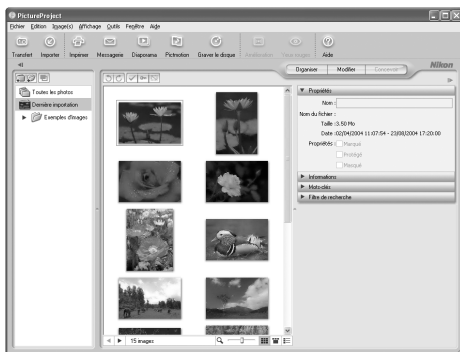 PictureProject
Fichier Edition Image(s) Affichage Outils Fenêtre Aide
Transfert Importer Imprimer Messagerie Diaporama Pictmotion Graver le disque Aide
Organiser Modifier Concevoir Nikon
Toutes les photos
Dernière importation
Exemples d'images
Propriétés
Nom :
Nom du fichier :
Taille :3.50 Mo
Date :02/04/2004 11:07:54 - 23/08/2004 17:20:00
Propriétés : Marqué
Protégé
Masqué
Informations
Mots-clés
Filtre de recherche
15 images